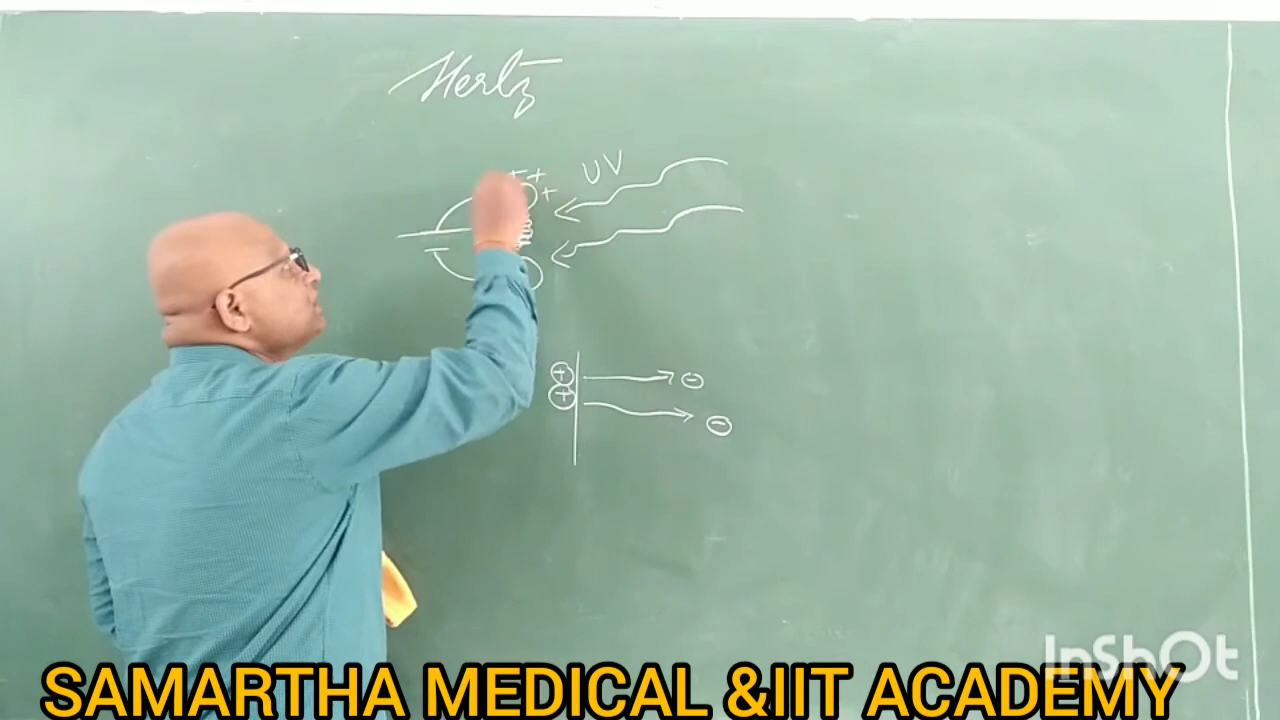 Hertz
+ + +
UV
+ −
+ −
InShOt
SAMARTHA MEDICAL &IIT ACADEMY